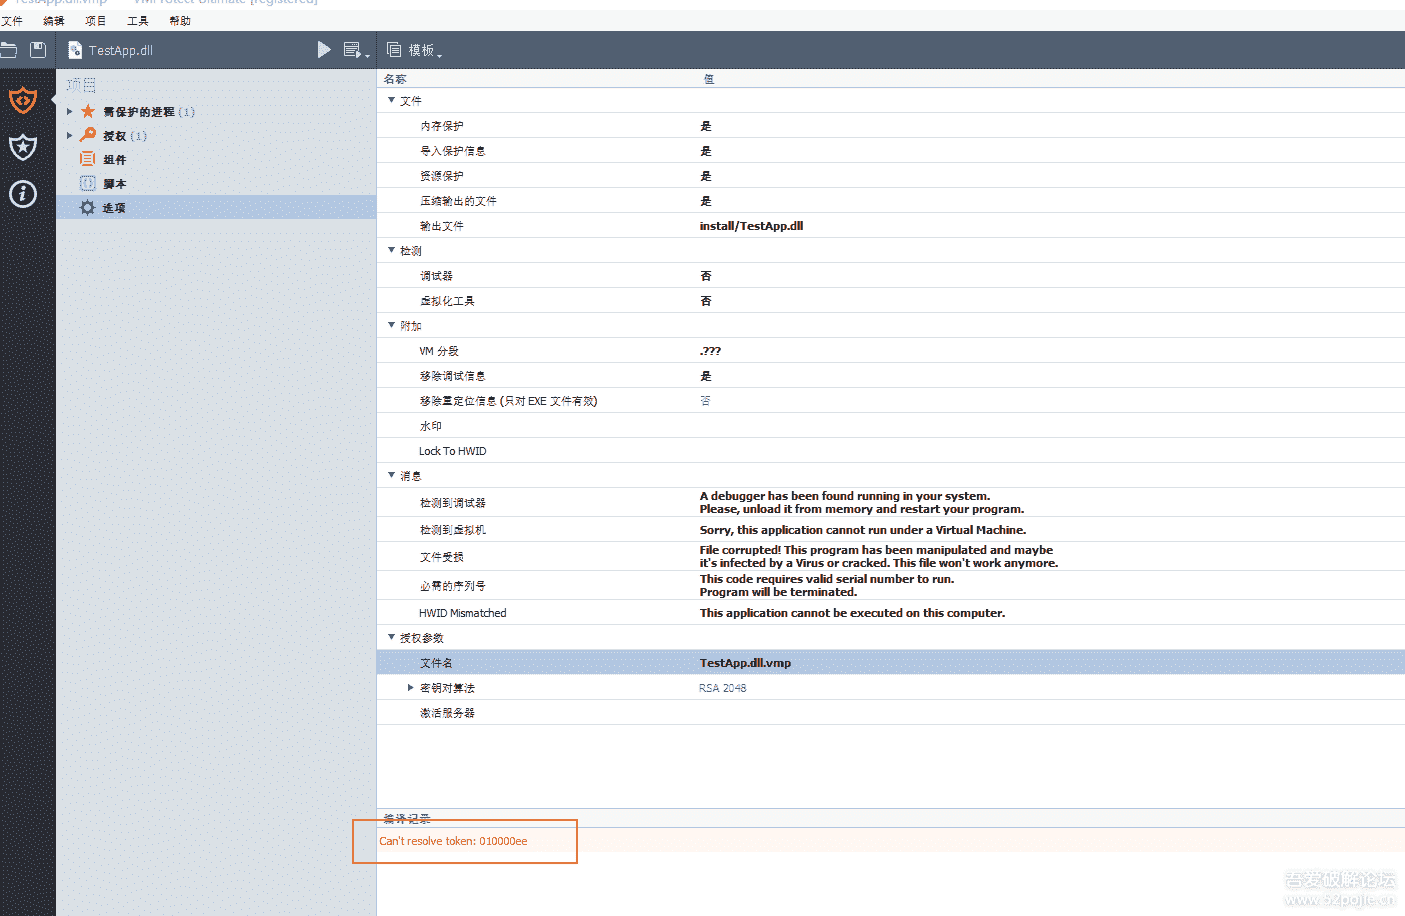 TestApp.dll.vmp - VMProtect Ultimate [registered]
文件 编辑 项目 工具 帮助
TestApp.dll
模板
项目
需保护的进程 (1)
授权 (1)
组件
脚本
选项
名称 值
文件
内存保护 是
导入保护信息 是
资源保护 是
压缩输出的文件 是
输出文件 install/TestApp.dll
检测
调试器 否
虚拟化工具 否
附加
VM 分段 .???
移除调试信息 是
移除重定位信息 (只对 EXE 文件有效) 否
水印
Lock To HWID
消息
检测到调试器 A debugger has been found running in your system.
Please, unload it from memory and restart your program.
检测到虚拟机 Sorry, this application cannot run under a Virtual Machine.
文件受损 File corrupted! This program has been manipulated and maybe
it's infected by a Virus or cracked. This file won't work anymore.
必需的序列号 This code requires valid serial number to run.
Program will be terminated.
HWID Mismatched This application cannot be executed on this computer.
授权参数
文件名 TestApp.dll.vmp
密钥对算法 RSA 2048
激活服务器
编译记录
Can't resolve token: 010000ee
吾爱破解论坛
www.52pojie.cn